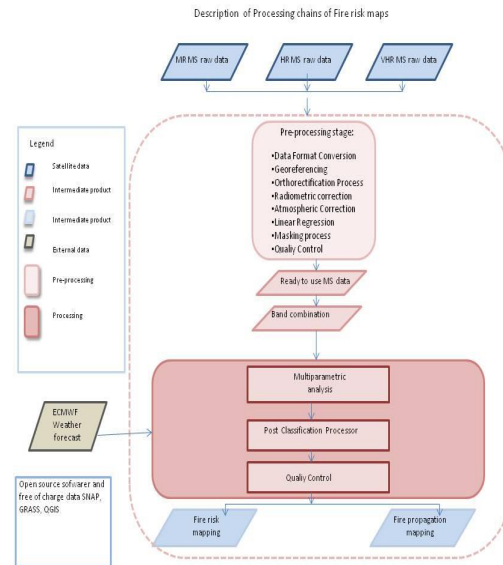 Description of Processing chains of Fire risk maps
MR MS raw data
HR MS raw data
VHR MS raw data
Legend
Satellite data
Intermediate product
Intermediate product
External data
Pre-processing
Processing
Pre-processing stage:
•Data Format Conversion
•Georeferencing
•Orthorectification Process
•Radiometric correction
•Atmospheric Correction
•Linear Regression
•Masking process
•Qualiy Control
Ready to use MS data
Band combination
Multiparametric
analysis
Post Classification Processor
Qualiy Control
ECMWF
Weather
forecast
Open source sofwarer and
free of charge data SNAP,
GRASS, QGIS
Fire risk
mapping
Fire propagation
mapping